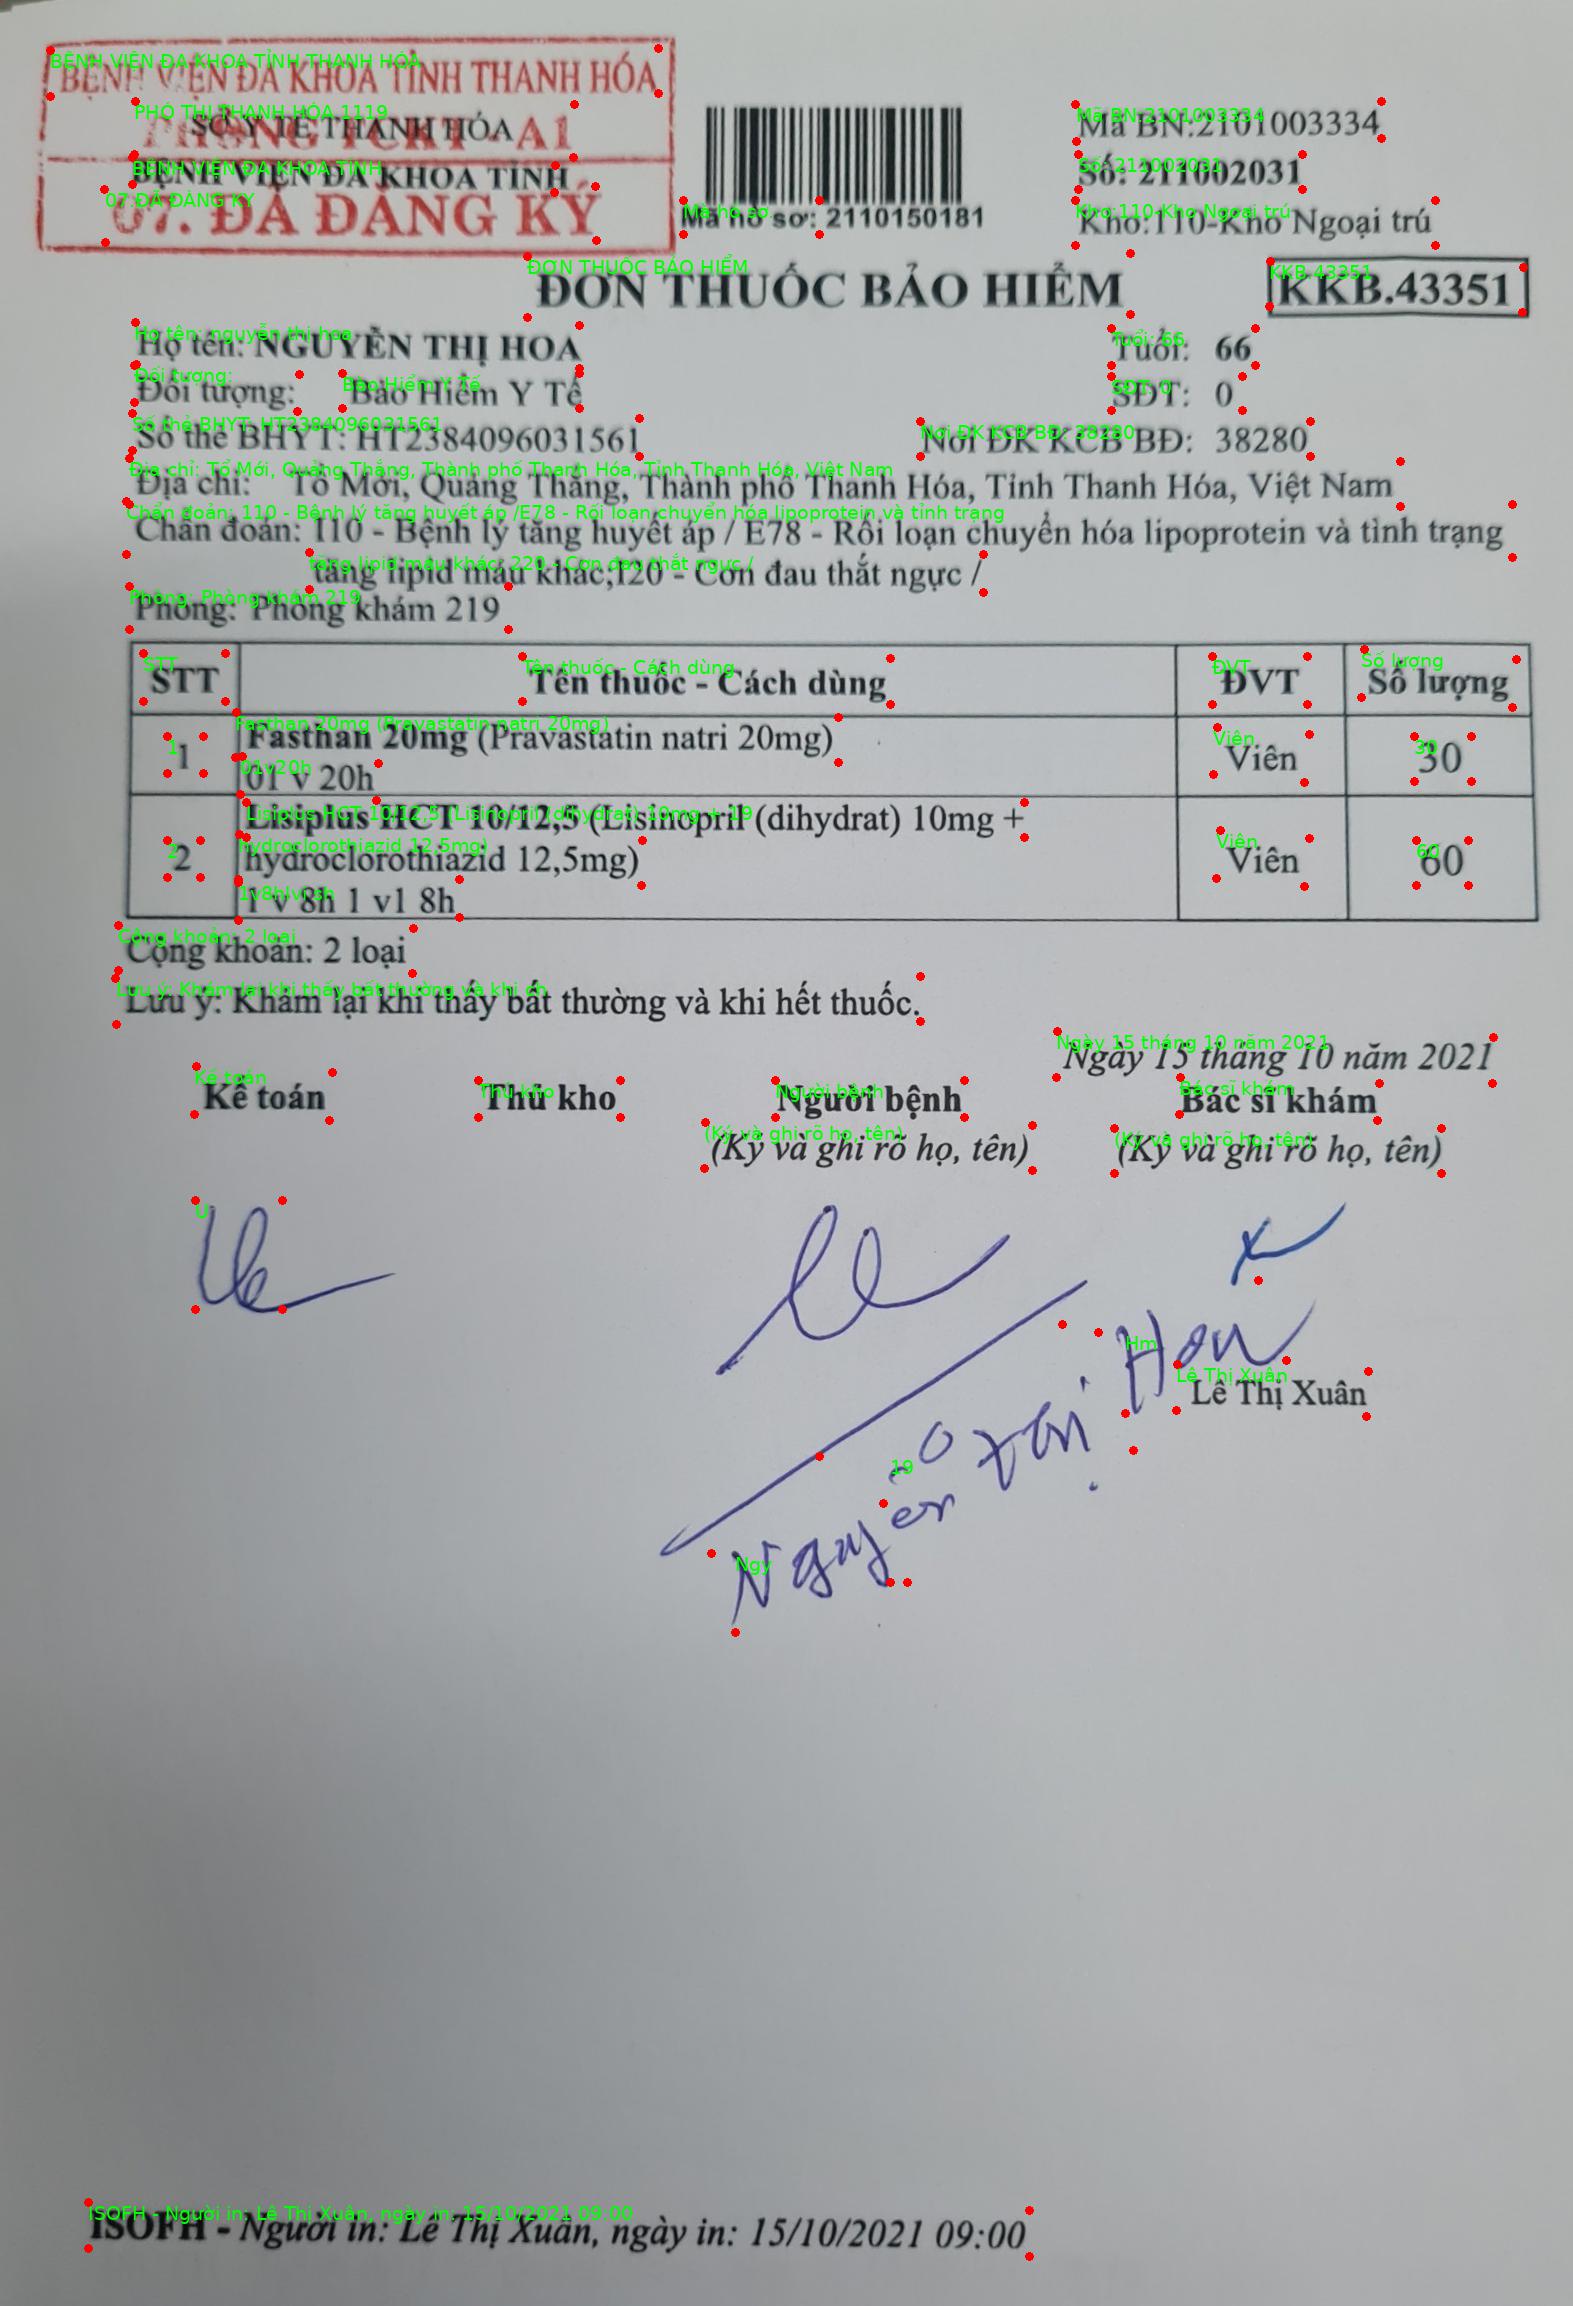 BỆNH VIỆN ĐA KHOA TỈNH THANH HÓA
SỞ Y TẾ THANH HÓA
PHÒNG TCKT A1
BỆNH VIỆN ĐA KHOA TỈNH
07. ĐÃ ĐĂNG KÝ
Mã hồ sơ: 2110150181
Mã BN:2101003334
Số: 211002031
Kho:110-Kho Ngoại trú
ĐƠN THUỐC BẢO HIỂM
KKB.43351
Họ tên: NGUYỄN THỊ HOA Tuổi: 66
Đối tượng: Bảo Hiểm Y Tế SĐT: 0
Số thẻ BHYT: HT2384096031561 Nơi ĐK KCB BĐ: 38280
Địa chỉ: Tổ Mới, Quảng Thắng, Thành phố Thanh Hóa, Tỉnh Thanh Hóa, Việt Nam
Chẩn đoán: I10 - Bệnh lý tăng huyết áp / E78 - Rối loạn chuyển hóa lipoprotein và tình trạng
tăng lipid máu khác;I20 - Cơn đau thắt ngực /
Phòng: Phòng khám 219
STT Tên thuốc - Cách dùng ĐVT Số lượng
1 Fasthan 20mg (Pravastatin natri 20mg) Viên 30
01 v 20h
2 Lisiplus HCT 10/12,5 (Lisinopril (dihydrat) 10mg + Viên 60
hydroclorothiazid 12,5mg)
1 v 8h 1 v1 8h
Cộng khoản: 2 loại
Lưu ý: Khám lại khi thấy bất thường và khi hết thuốc.
Ngày 15 tháng 10 năm 2021
Kế toán Thủ kho Người bệnh Bác sĩ khám
(Ký và ghi rõ họ, tên) (Ký và ghi rõ họ, tên)
Lê Thị Xuân
Nguyễn Thị Hoa
ISOFH - Người in: Lê Thị Xuân, ngày in: 15/10/2021 09:00